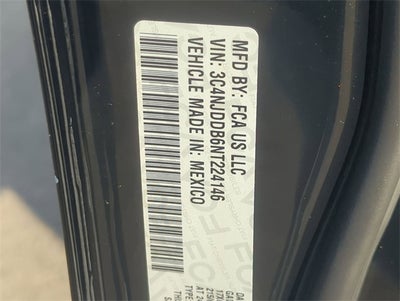 MFD BY: FCA US LLC
VIN: 3C4NJDDB6NT224146
VEHICLE MADE IN: MEXICO